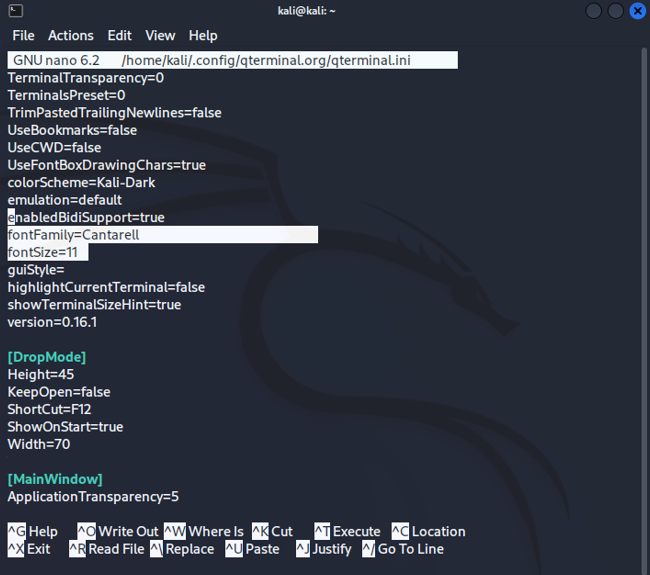 kali@kali: ~
File Actions Edit View Help
GNU nano 6.2 /home/kali/.config/qterminal.org/qterminal.ini
TerminalTransparency=0
TerminalsPreset=0
TrimPastedTrailingNewlines=false
UseBookmarks=false
UseCWD=false
UseFontBoxDrawingChars=true
colorScheme=Kali-Dark
emulation=default
enabledBidiSupport=true
fontFamily=Cantarell
fontSize=11
guiStyle=
highlightCurrentTerminal=false
showTerminalSizeHint=true
version=0.16.1
[DropMode]
Height=45
KeepOpen=false
ShortCut=F12
ShowOnStart=true
Width=70
[MainWindow]
ApplicationTransparency=5
^G Help ^O Write Out ^W Where Is ^K Cut ^T Execute ^C Location
^X Exit ^R Read File ^\ Replace ^U Paste ^J Justify ^/ Go To Line